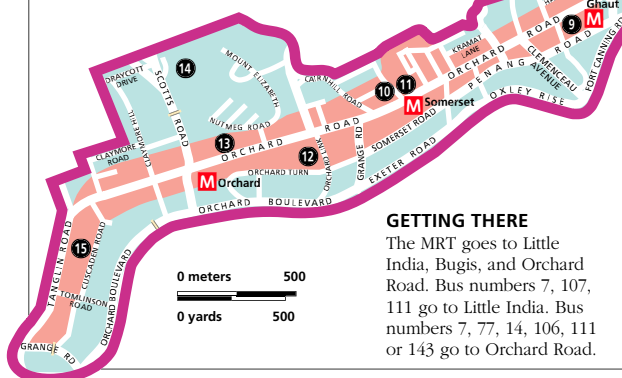 Ghaut
9
M
KRAMAT
LANE
ORCHARD ROAD
PENANG ROAD
CLEMENCEAU
AVENUE
FORT CANNING RD
OXLEY RISE
DRAYCOTT
DRIVE
14
SCOTTS ROAD
MOUNT ELIZABETH
CAIRNHILL ROAD
10
11
M
Somerset
CLAYMORE HILL
NUTMEG ROAD
CLAYMORE
ROAD
13
ORCHARD ROAD
12
ORCHARD LINK
GRANGE RD
SOMERSET ROAD
EXETER ROAD
M
Orchard
ORCHARD TURN
ORCHARD BOULEVARD
TANGLIN ROAD
15
CUSCADEN ROAD
TOMLINSON
ROAD
ORCHARD BOULEVARD
GRANGE RD
0 meters 500
0 yards 500
GETTING THERE
The MRT goes to Little
India, Bugis, and Orchard
Road. Bus numbers 7, 107,
111 go to Little India. Bus
numbers 7, 77, 14, 106, 111
or 143 go to Orchard Road.